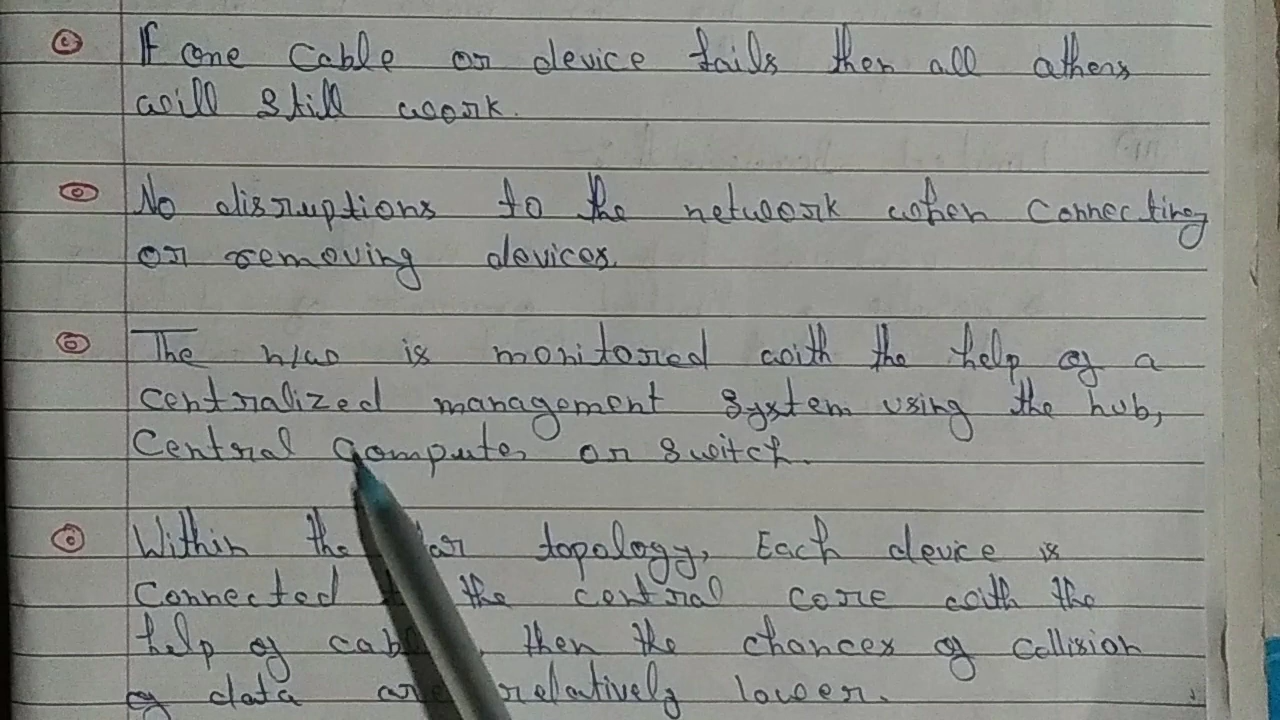 If one Cable or device fails then all others
will still work.
No disruptions to the network when Connecting
or removing devices.
The n/w is monitored with the help of a
centralized management System using the hub,
Central Computer or Switch.
Within the topology, Each device is
Connected the central core with the
help of then the chances of collision
of data are relatively lower.